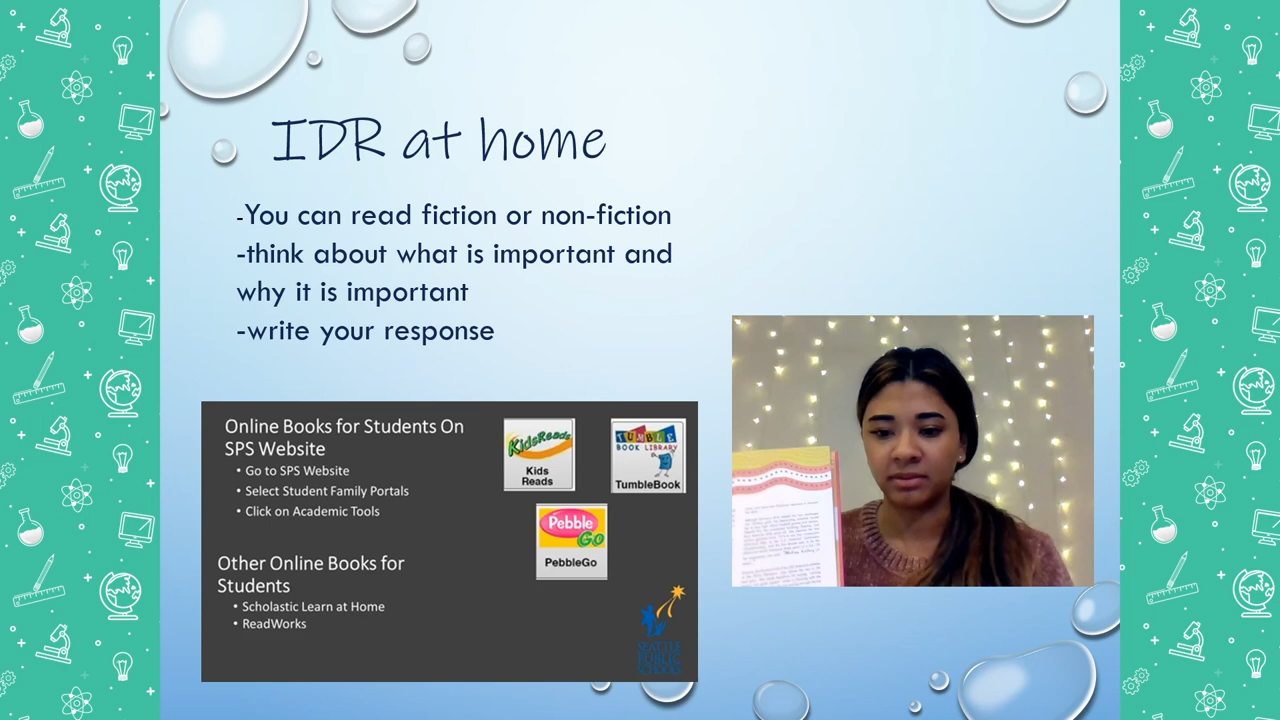 IDR at home
-You can read fiction or non-fiction
-think about what is important and
why it is important
-write your response
Online Books for Students On
SPS Website
• Go to SPS Website
• Select Student Family Portals
• Click on Academic Tools
Other Online Books for
Students
• Scholastic Learn at Home
• ReadWorks
KidsReads
Kids
Reads
TUMBLE
BOOK LIBRARY
TumbleBook
Pebble
GO
PebbleGo
SEATTLE
PUBLIC
SCHOOLS